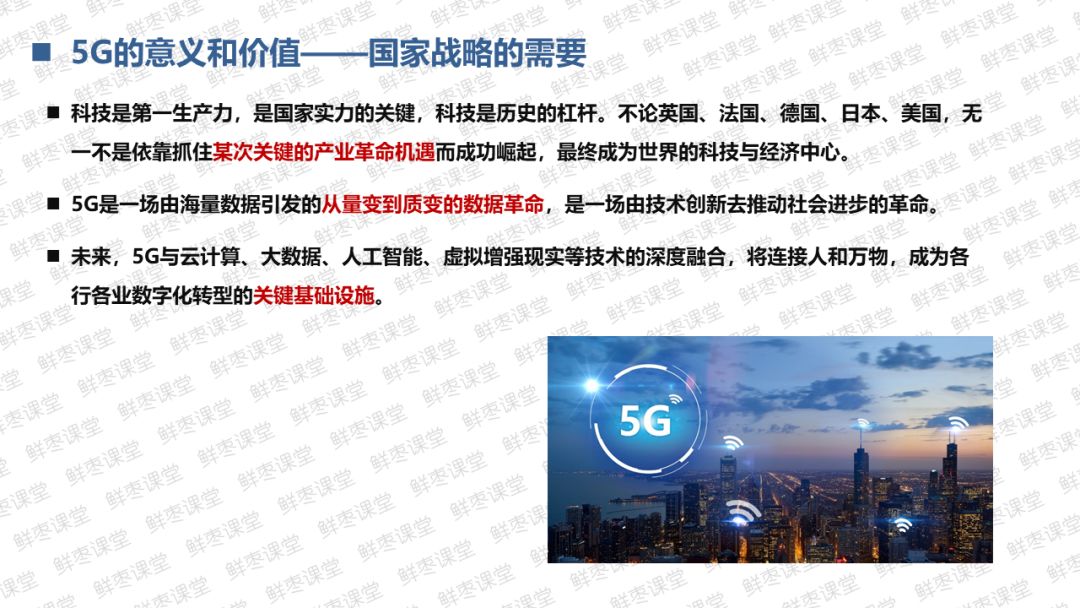 5G的意义和价值——国家战略的需要
科技是第一生产力，是国家实力的关键，科技是历史的杠杆。不论英国、法国、德国、日本、美国，无
一不是依靠抓住某次关键的产业革命机遇而成功崛起，最终成为世界的科技与经济中心。
5G是一场由海量数据引发的从量变到质变的数据革命，是一场由技术创新去推动社会进步的革命。
未来，5G与云计算、大数据、人工智能、虚拟增强现实等技术的深度融合，将连接人和万物，成为各
行各业数字化转型的关键基础设施。
5G
鲜枣课堂